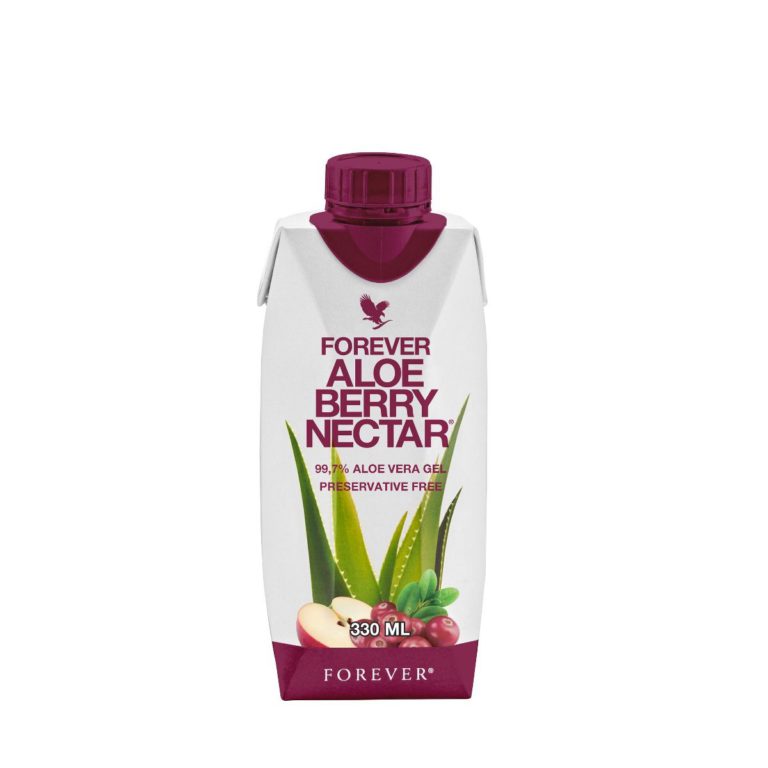 FOREVER
ALOE
BERRY
NECTAR®
99,7% ALOE VERA GEL
PRESERVATIVE FREE
330 ML
FOREVER®